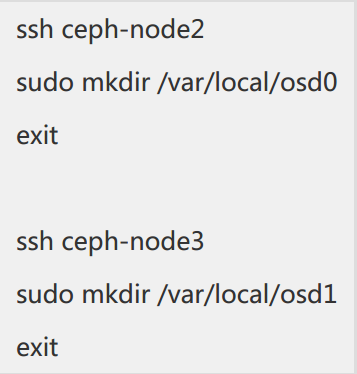 ssh ceph-node2
sudo mkdir /var/local/osd0
exit
ssh ceph-node3
sudo mkdir /var/local/osd1
exit